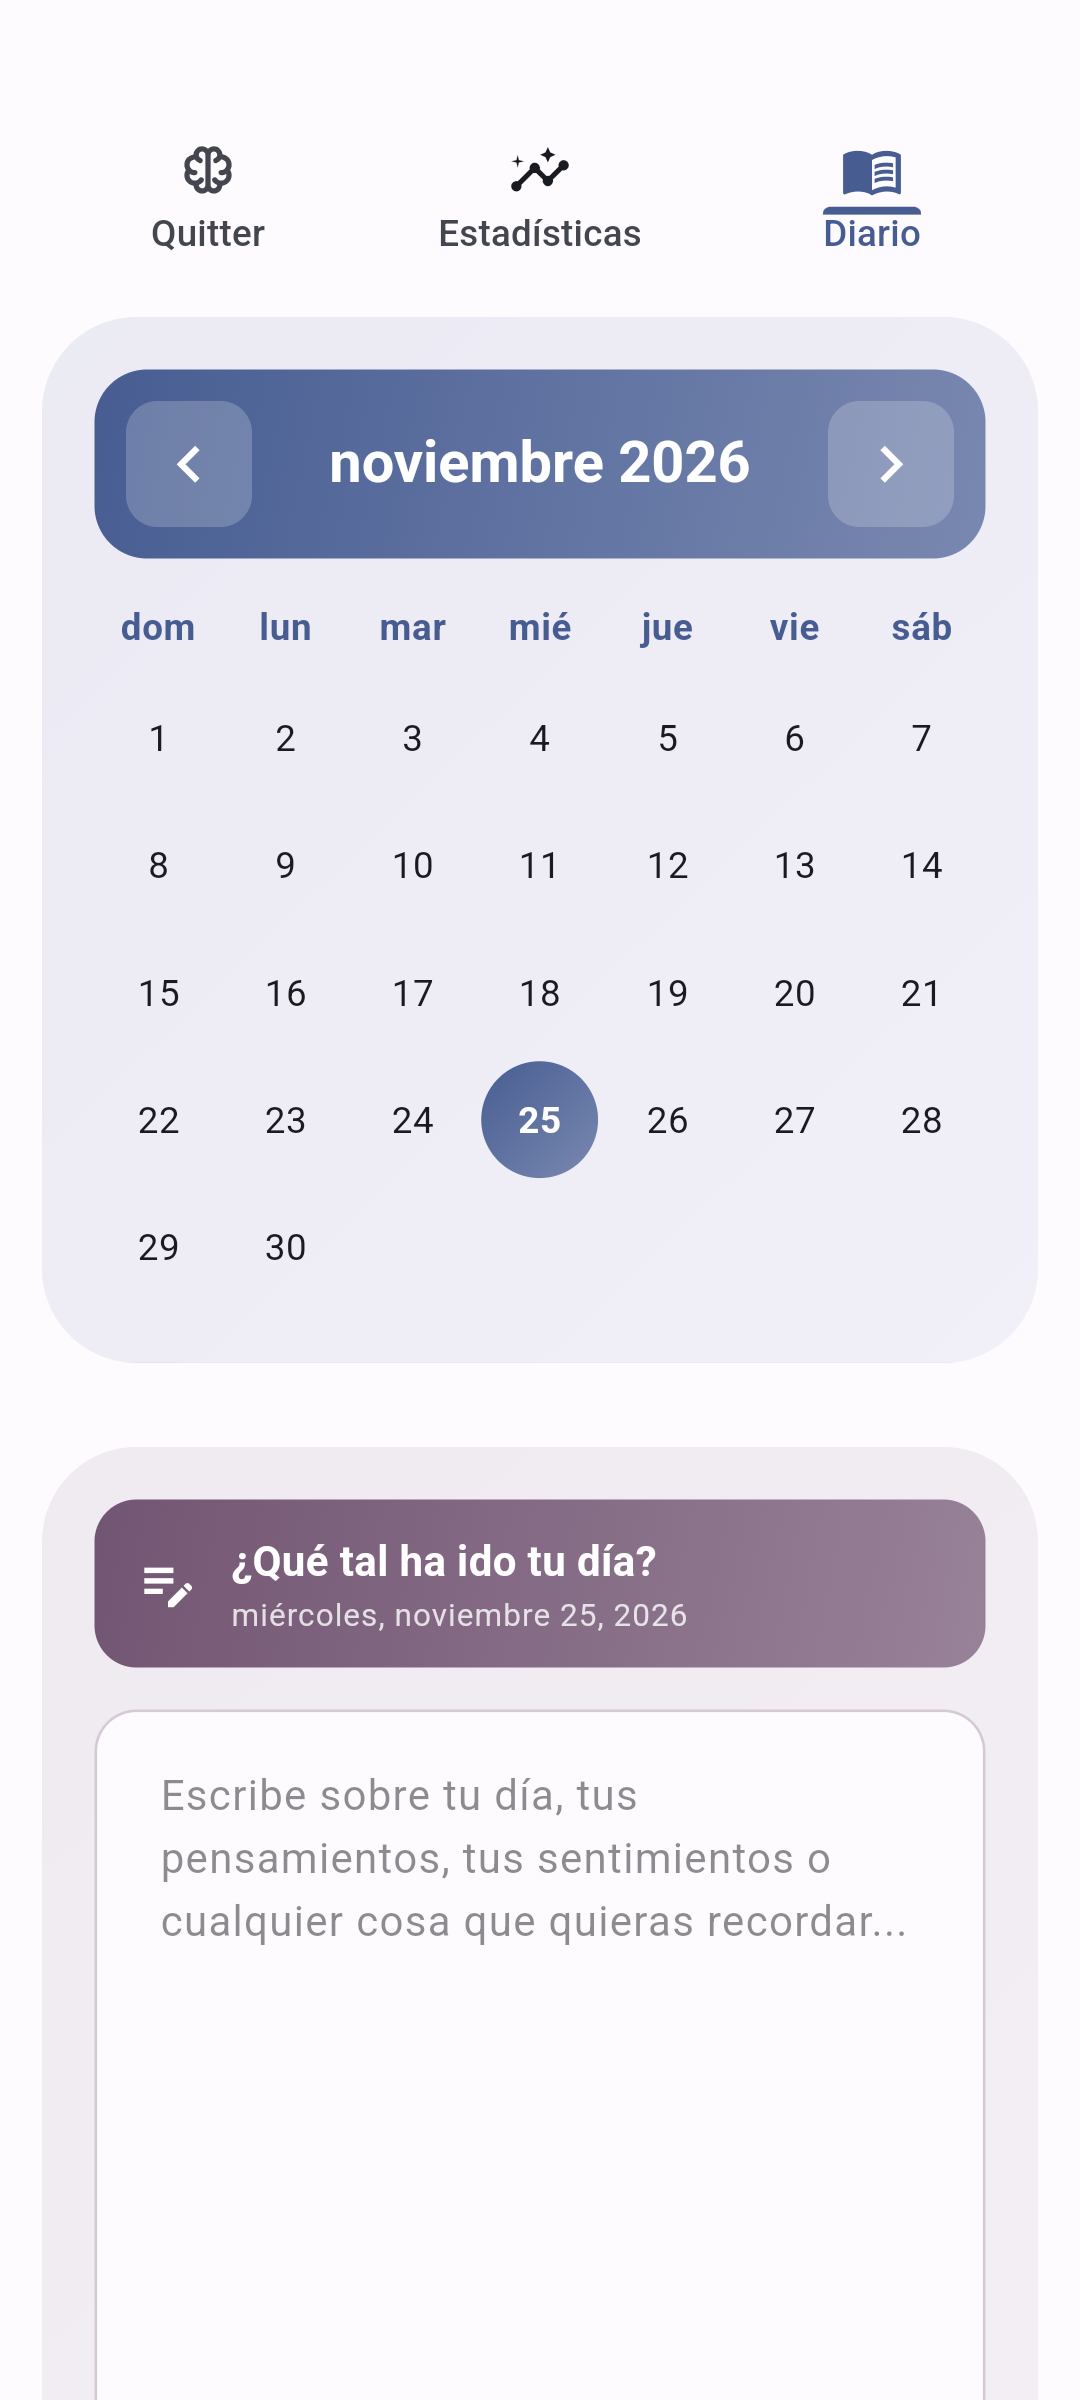 Quitter
Estadísticas
Diario
noviembre 2026
dom lun mar mié jue vie sáb
1 2 3 4 5 6 7
8 9 10 11 12 13 14
15 16 17 18 19 20 21
22 23 24 25 26 27 28
29 30
¿Qué tal ha ido tu día?
miércoles, noviembre 25, 2026
Escribe sobre tu día, tus
pensamientos, tus sentimientos o
cualquier cosa que quieras recordar...